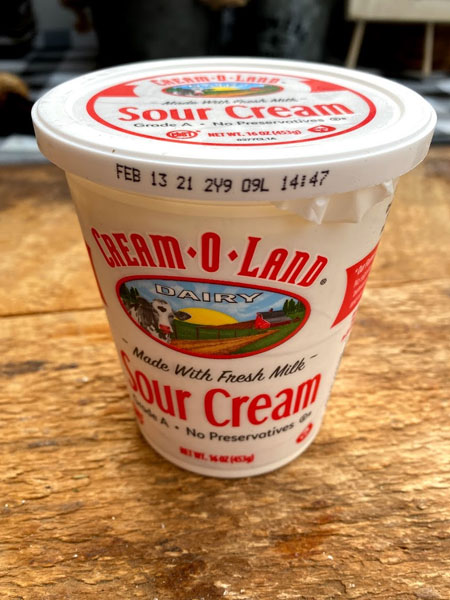 CREAM-O-LAND
Made With Fresh Milk
Sour Cream
Grade A • No Preservatives
NET WT. 16 OZ (453g)
FEB 13 21 2Y9 09L 14:47
CREAM•O•LAND®
DAIRY
- Made With Fresh Milk -
Sour Cream
Grade A • No Preservatives
NET WT. 16 OZ (453g)